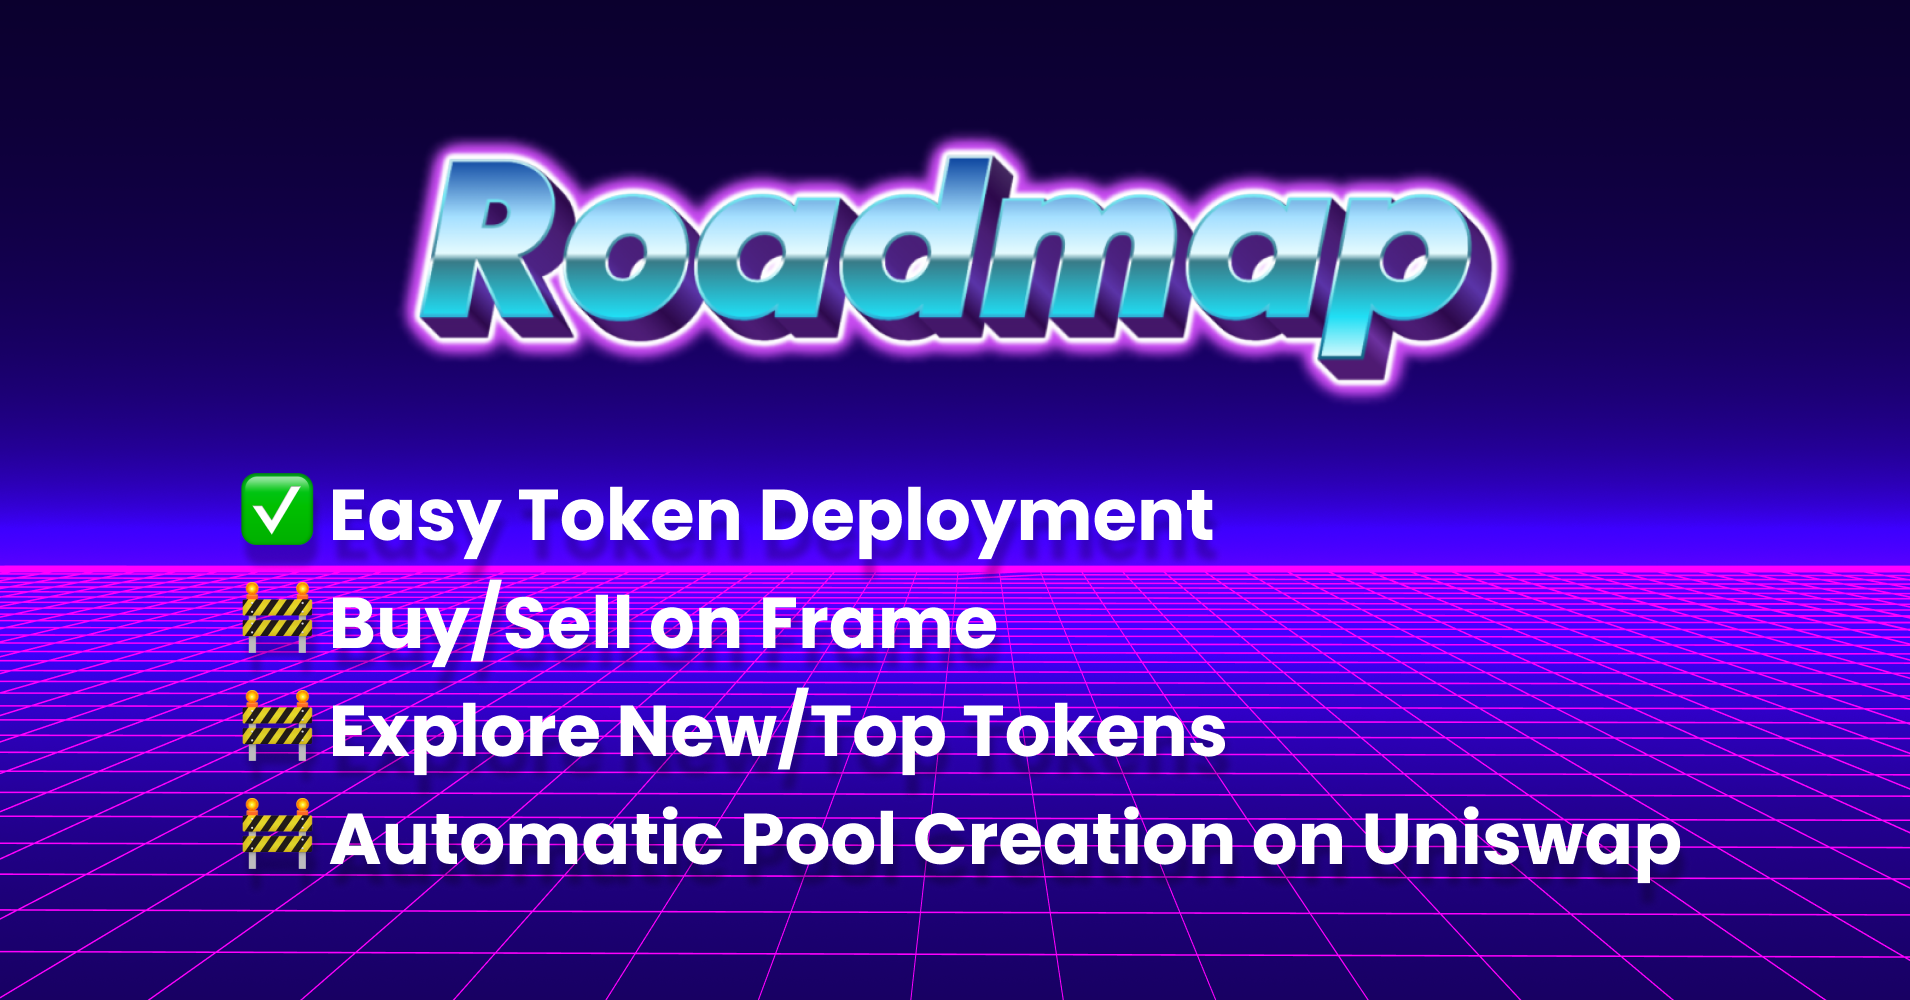 Roadmap
✅ Easy Token Deployment
🚧 Buy/Sell on Frame
🚧 Explore New/Top Tokens
🚧 Automatic Pool Creation on Uniswap